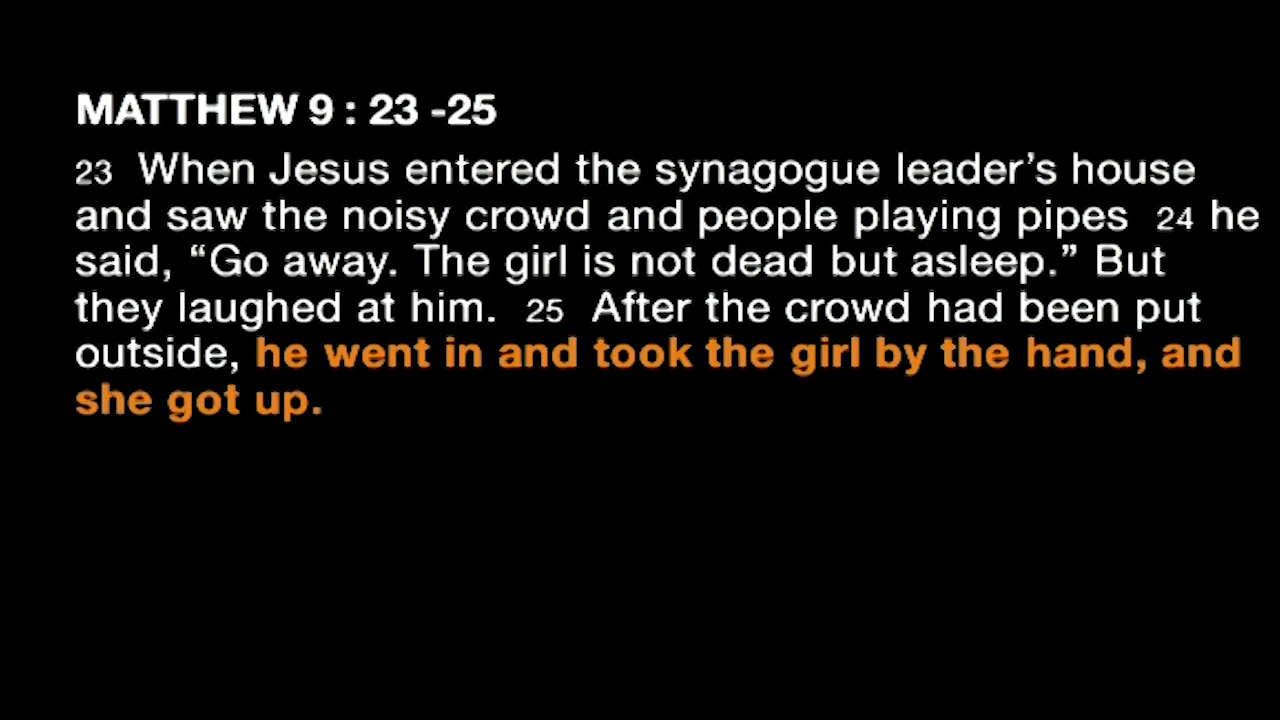 MATTHEW 9 : 23 -25
23 When Jesus entered the synagogue leader’s house
and saw the noisy crowd and people playing pipes 24 he
said, “Go away. The girl is not dead but asleep.” But
they laughed at him. 25 After the crowd had been put
outside, he went in and took the girl by the hand, and
she got up.